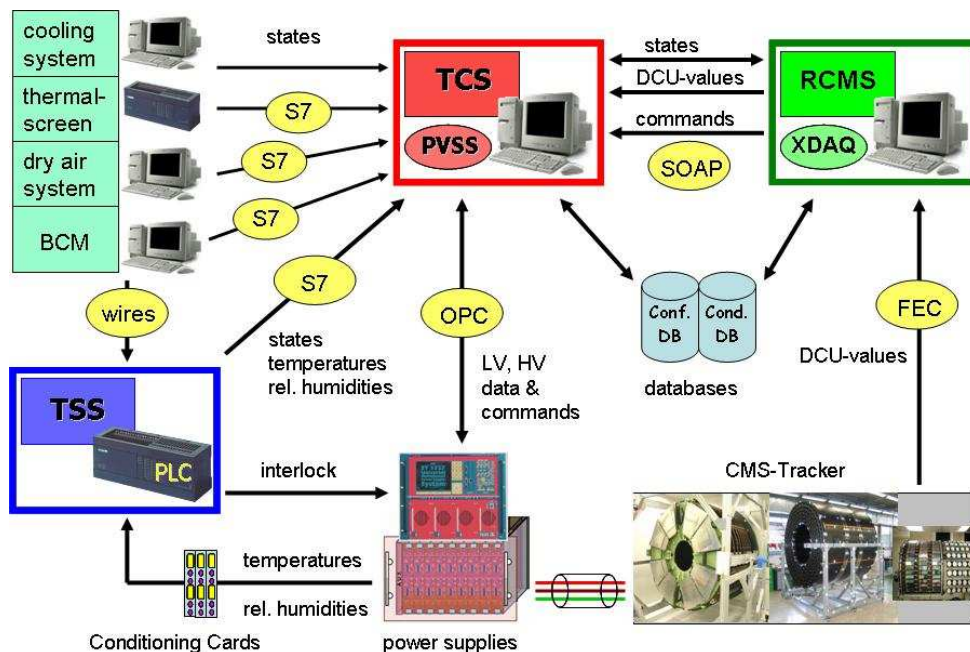 cooling
system
thermal-
screen
dry air
system
BCM
states
S7
S7
S7
S7
wires
TCS
PVSS
states
DCU-values
commands
SOAP
RCMS
XDAQ
OPC
Conf.
DB
Cond.
DB
databases
FEC
DCU-values
states
temperatures
rel. humidities
LV, HV
data &
commands
TSS
PLC
interlock
CMS-Tracker
temperatures
rel. humidities
Conditioning Cards
power supplies